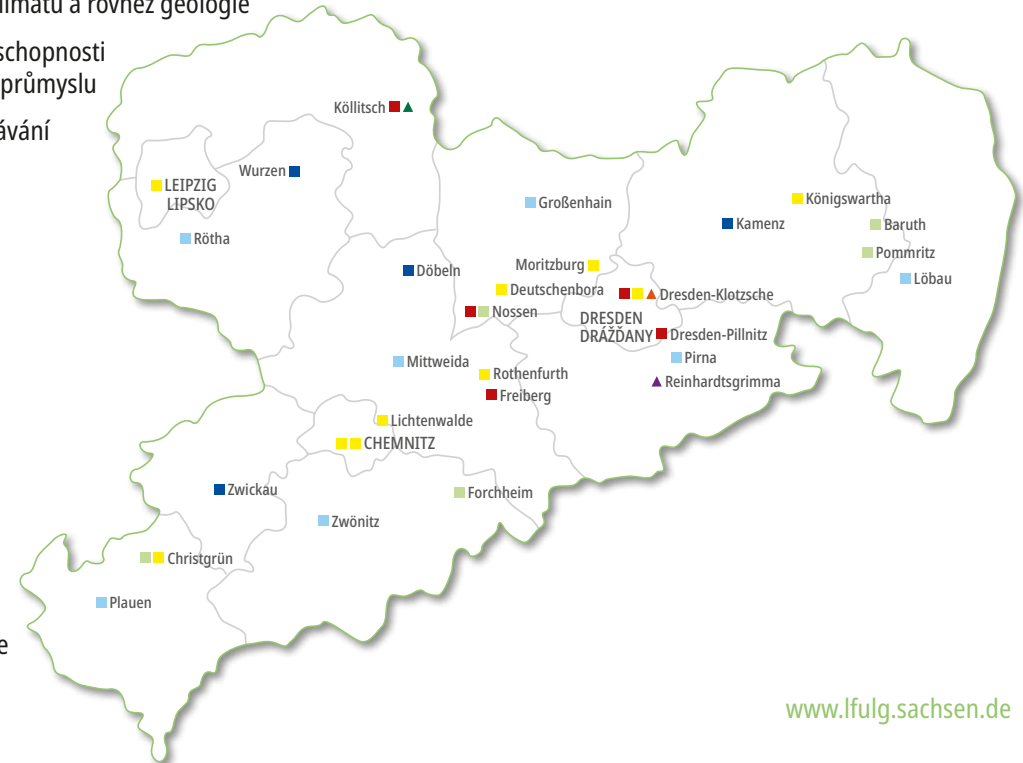 limatu a rovněž geologie
schopnosti
průmyslu
ávání
Köllitsch
Wurzen
LEIPZIG
LIPSKO
Rötha
Großenhain
Königswartha
Kamenz
Baruth
Pommritz
Löbau
Döbeln
Moritzburg
Deutschenbora
Dresden-Klotzsche
Nossen
DRESDEN
DRÁŽĎANY
Dresden-Pillnitz
Pirna
Mittweida
Rothenfurth
Reinhardtsgrimma
Freiberg
Lichtenwalde
CHEMNITZ
Zwickau
Forchheim
Zwönitz
Christgrün
Plauen
e
www.lfulg.sachsen.de